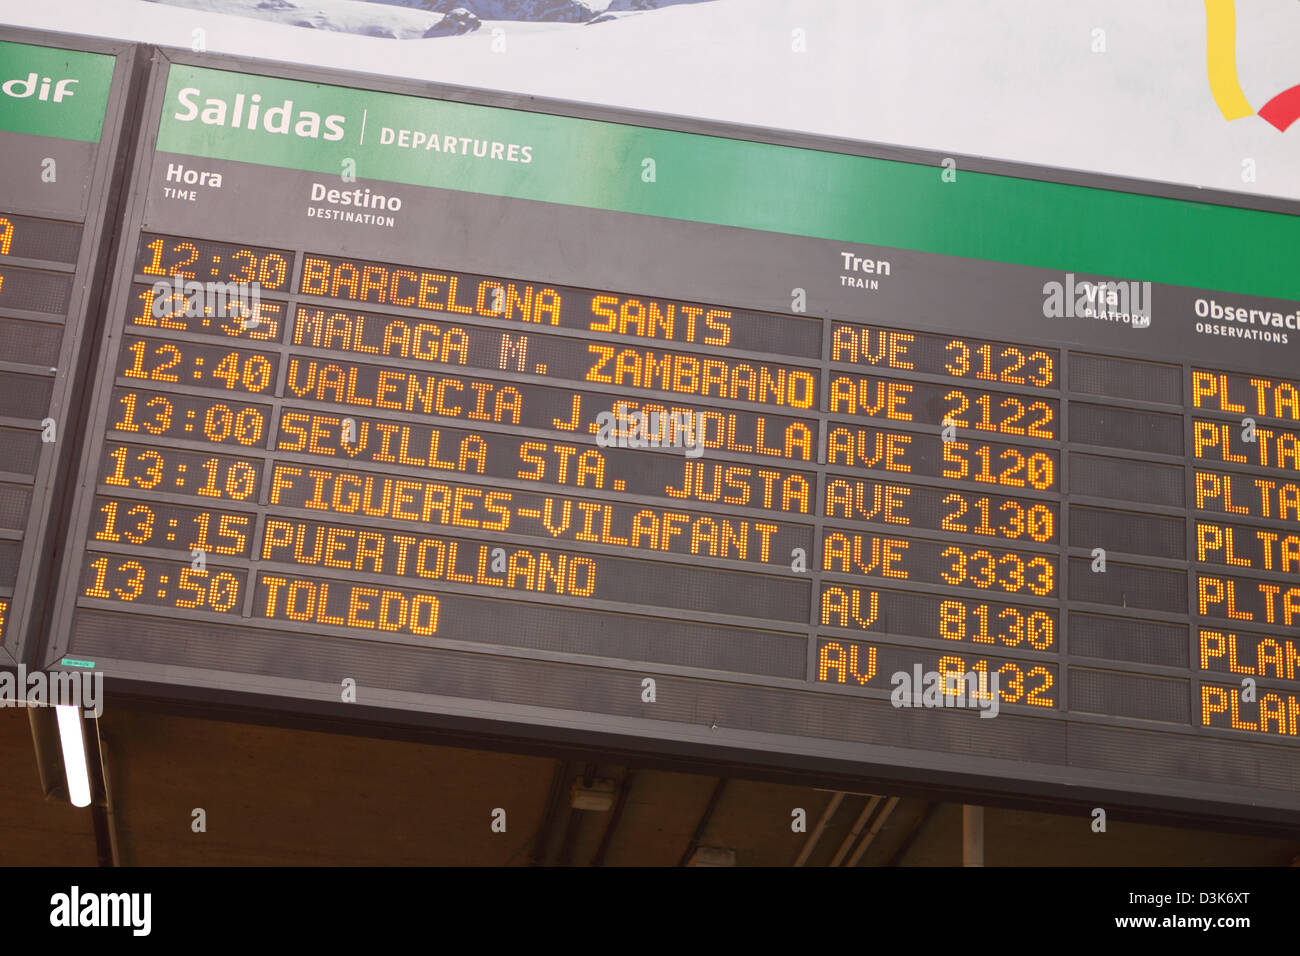 dif
Salidas | DEPARTURES
Hora Destino Tren Vía Observaci
TIME DESTINATION TRAIN PLATFORM OBSERVATIONS
12:30 BARCELONA SANTS AVE 3123 PLTA
12:35 MALAGA M. ZAMBRANO AVE 2122 PLTA
12:40 VALENCIA J.SOROLLA AVE 5120 PLTA
13:00 SEVILLA STA. JUSTA AVE 2130 PLTA
13:10 FIGUERES-VILAFANT AVE 3333 PLTA
13:15 PUERTOLLANO AV 8130 PLAN
13:50 TOLEDO AV 8132 PLAN
alamy
Image ID: D3K6XT
www.alamy.com